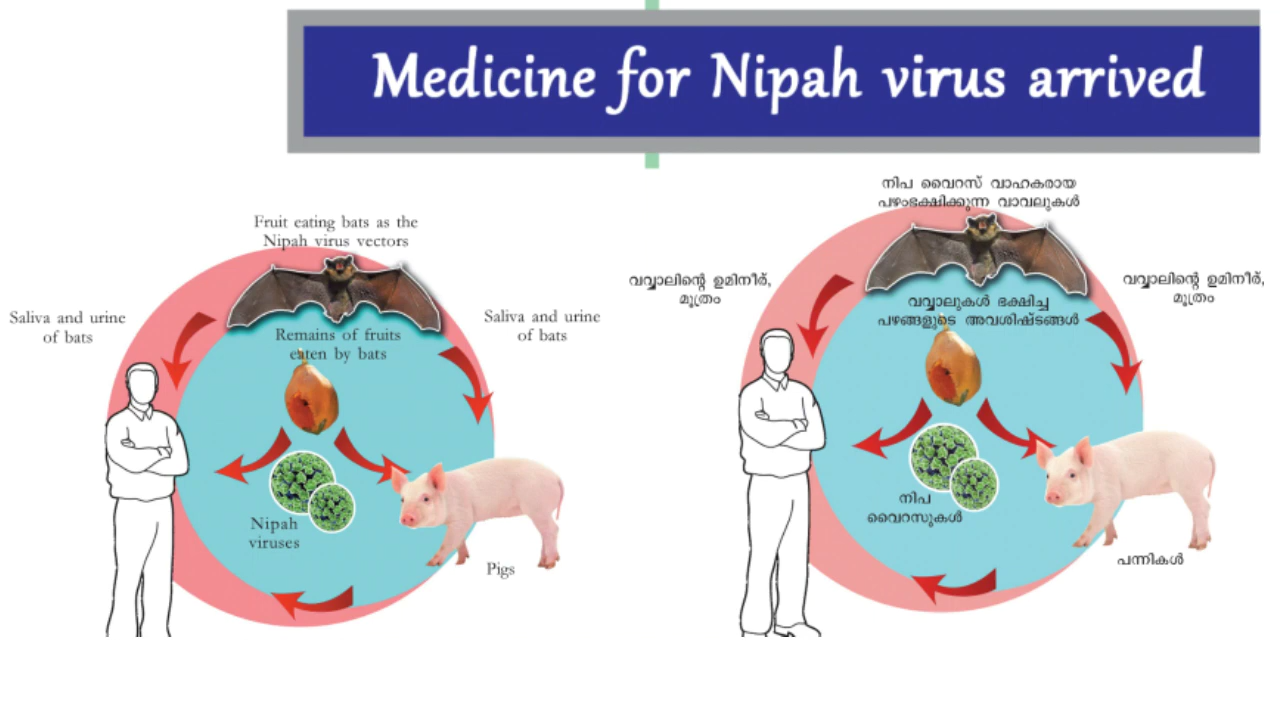 Medicine for Nipah virus arrived
Fruit eating bats as the
Nipah virus vectors
Saliva and urine
of bats
Saliva and urine
of bats
Remains of fruits
eaten by bats
Nipah
viruses
Pigs
നിപ വൈറസ് വാഹകരായ
പഴംഭക്ഷിക്കുന്ന വാവലുകൾ
വവ്വാലിന്റെ ഉമിനീർ,
മൂത്രം
വവ്വാലിന്റെ ഉമിനീർ,
മൂത്രം
വവ്വാലുകൾ ഭക്ഷിച്ച
പഴങ്ങളുടെ അവശിഷ്ടങ്ങൾ
നിപ
വൈറസുകൾ
പന്നികൾ